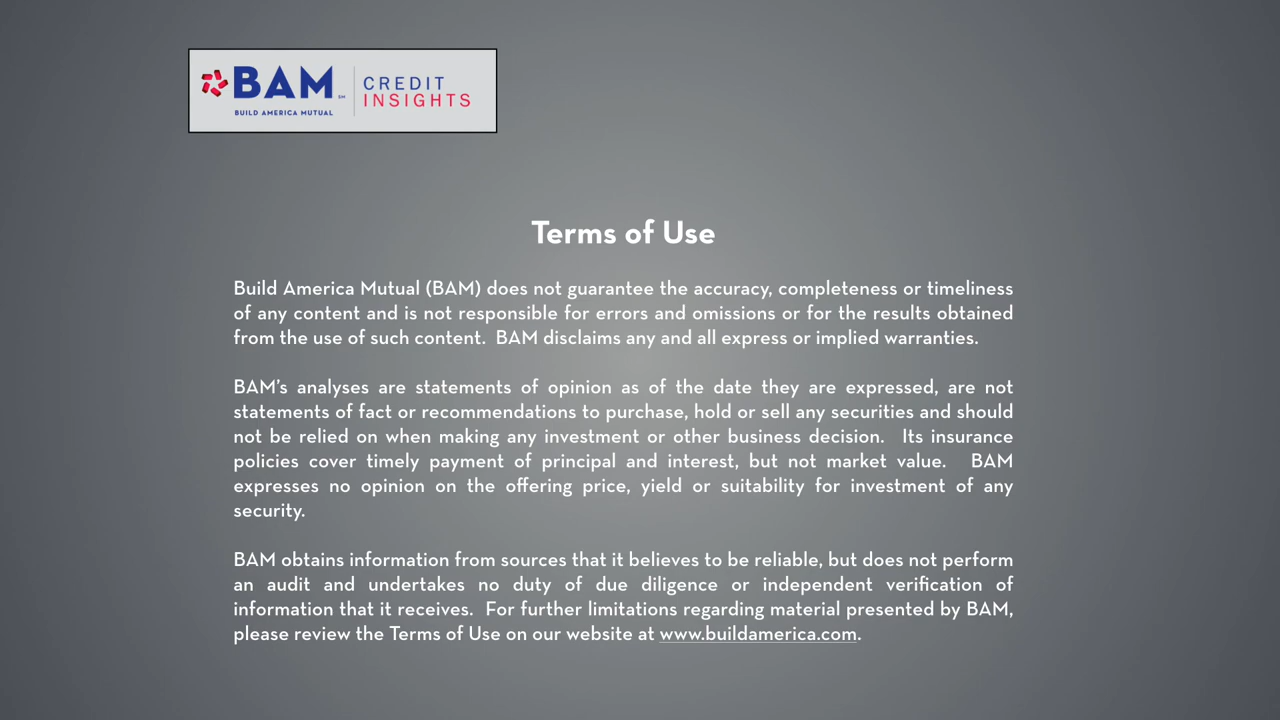 BAM SM
BUILD AMERICA MUTUAL
CREDIT
INSIGHTS
Terms of Use
Build America Mutual (BAM) does not guarantee the accuracy, completeness or timeliness
of any content and is not responsible for errors and omissions or for the results obtained
from the use of such content.  BAM disclaims any and all express or implied warranties.
BAM’s analyses are statements of opinion as of the date they are expressed, are not
statements of fact or recommendations to purchase, hold or sell any securities and should
not be relied on when making any investment or other business decision.  Its insurance
policies cover timely payment of principal and interest, but not market value.  BAM
expresses no opinion on the offering price, yield or suitability for investment of any
security.
BAM obtains information from sources that it believes to be reliable, but does not perform
an audit and undertakes no duty of due diligence or independent verification of
information that it receives.  For further limitations regarding material presented by BAM,
please review the Terms of Use on our website at www.buildamerica.com.